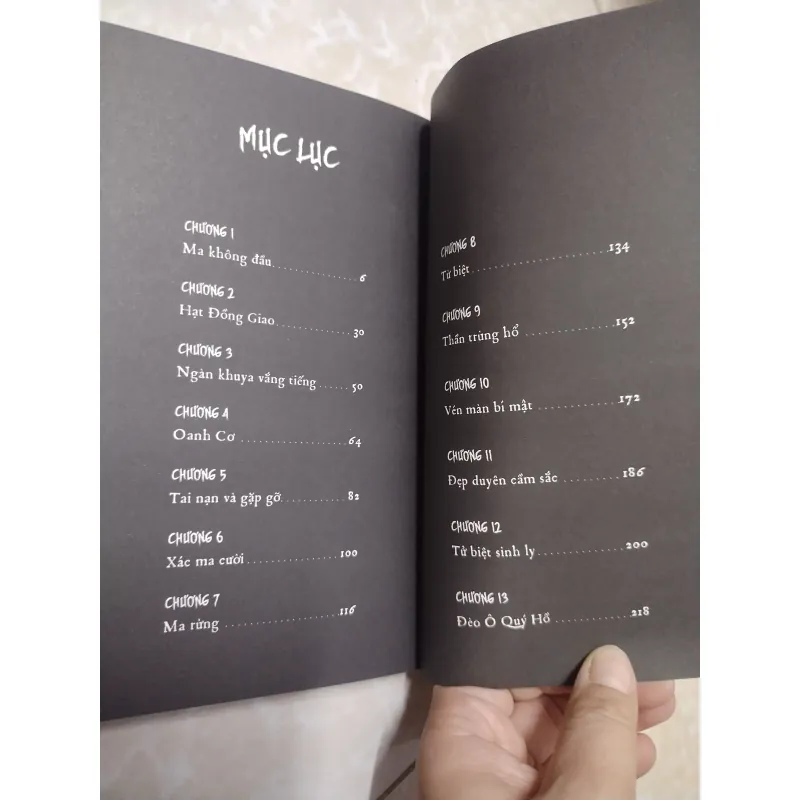 MỤC LỤC
CHƯƠNG 1
Ma không đầu 6
CHƯƠNG 2
Hạt Đồng Giao 30
CHƯƠNG 3
Ngàn khuya vắng tiếng 50
CHƯƠNG 4
Oanh Cơ 64
CHƯƠNG 5
Tai nạn và gặp gỡ 82
CHƯƠNG 6
Xác ma cười 100
CHƯƠNG 7
Ma rừng 116
CHƯƠNG 8
Từ biệt 134
CHƯƠNG 9
Thần trùng hổ 152
CHƯƠNG 10
Vén màn bí mật 172
CHƯƠNG 11
Đẹp duyên cầm sắc 186
CHƯƠNG 12
Tử biệt sinh ly 200
CHƯƠNG 13
Đèo Ô Quý Hồ 218